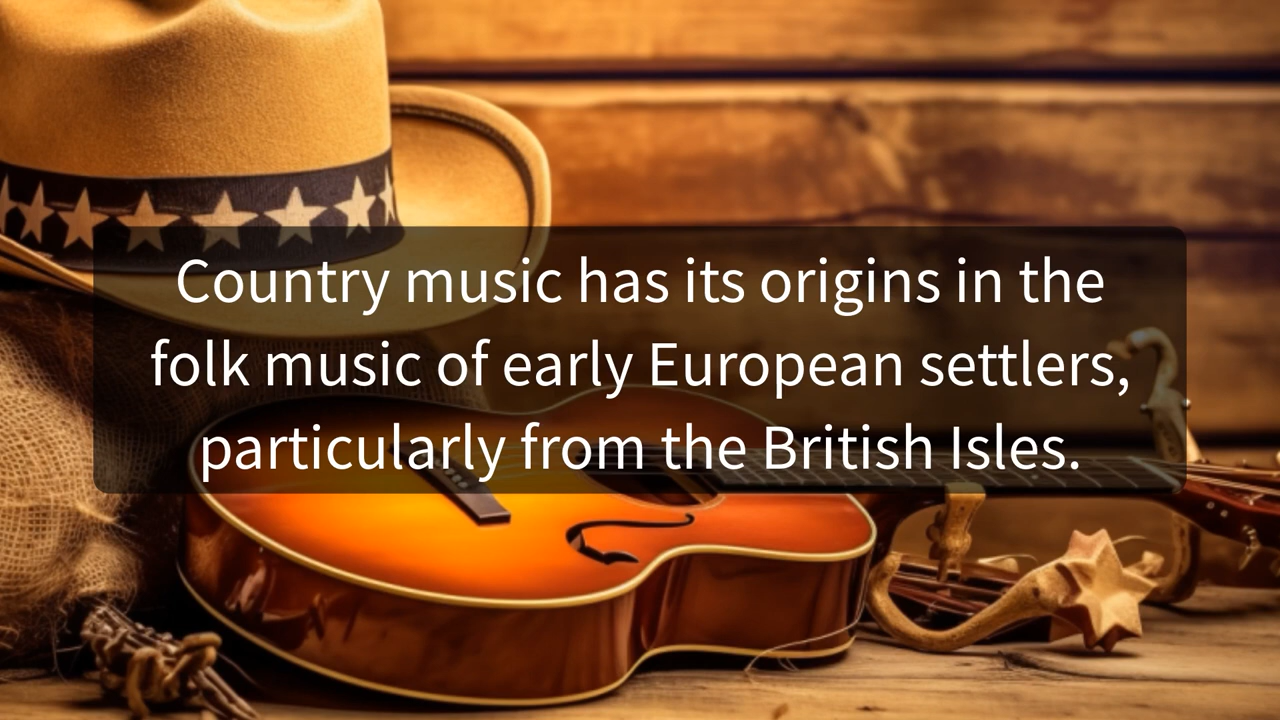 Country music has its origins in the
folk music of early European settlers,
particularly from the British Isles.